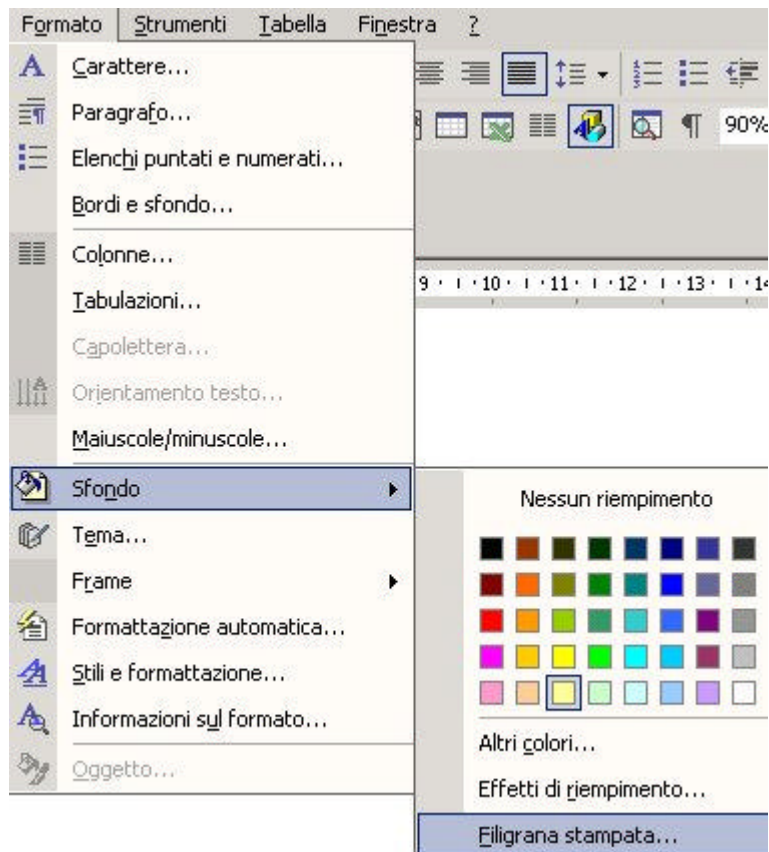 Formato Strumenti Tabella Finestra ?
Carattere...
Paragrafo...
90%
Elenchi puntati e numerati...
Bordi e sfondo...
Colonne...
9 · 10 · 11 · 12 · 13 · 14
Tabulazioni...
Capolettera...
Orientamento testo...
Maiuscole/minuscole...
Sfondo
Tema...
Frame
Formattazione automatica...
Stili e formattazione...
Informazioni sul formato...
Oggetto...
Nessun riempimento
Altri colori...
Effetti di riempimento...
Filigrana stampata...